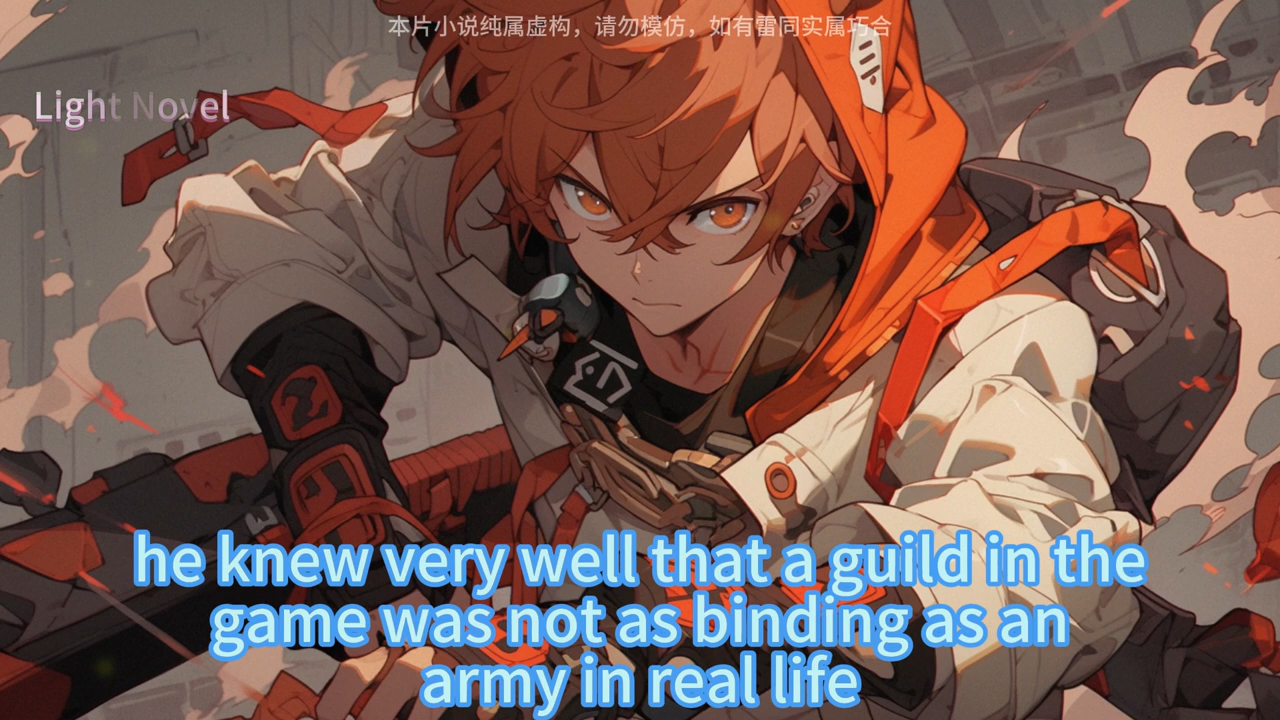 本片小说纯属虚构，请勿模仿，如有雷同实属巧合
Light Novel
he knew very well that a guild in the
game was not as binding as an
army in real life